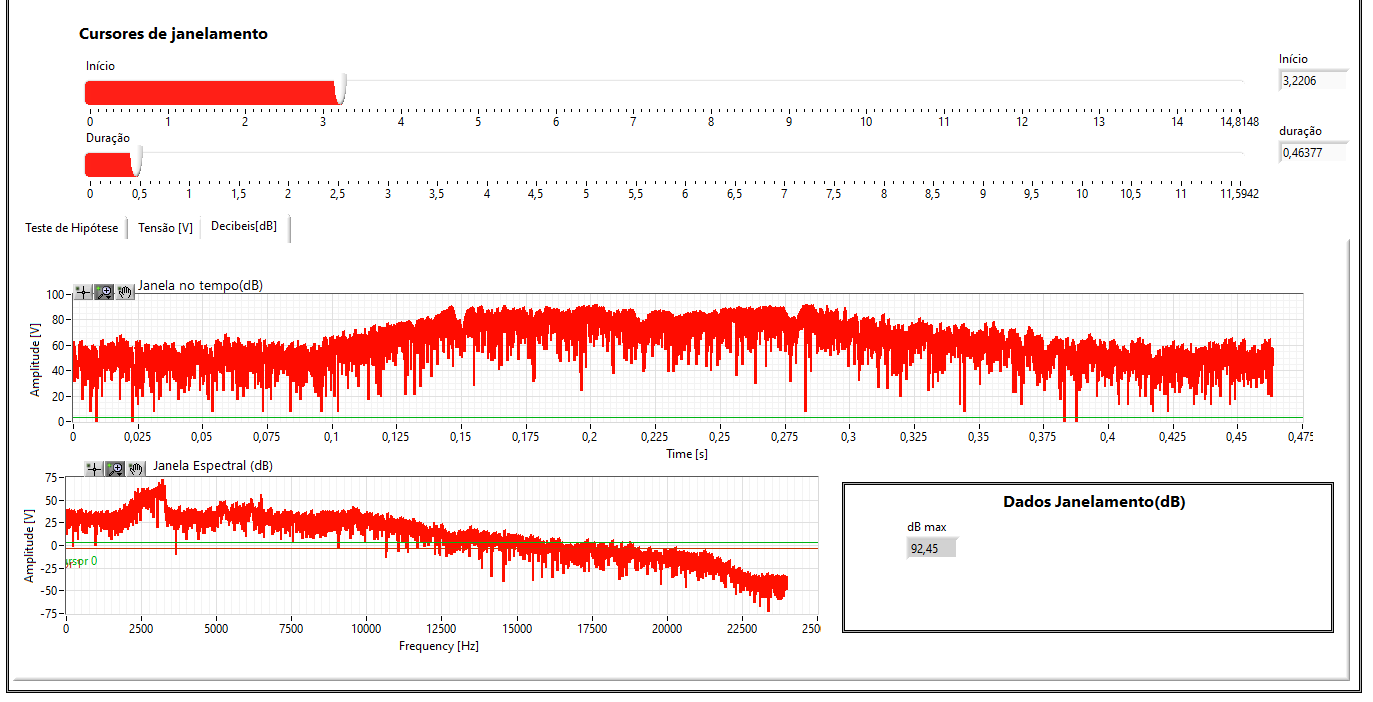 Cursores de janelamento
Início
0 1 2 3 4 5 6 7 8 9 10 11 12 13 14 14,8148
Início
3,2206
Duração
0 0,5 1 1,5 2 2,5 3 3,5 4 4,5 5 5,5 6 6,5 7 7,5 8 8,5 9 9,5 10 10,5 11 11,5942
duração
0,46377
Teste de Hipótese Tensão [V] Decibeis[dB]
Janela no tempo(dB)
Amplitude [V]
100
80
60
40
20
0
0 0,025 0,05 0,075 0,1 0,125 0,15 0,175 0,2 0,225 0,25 0,275 0,3 0,325 0,35 0,375 0,4 0,425 0,45 0,475
Time [s]
Janela Espectral (dB)
Amplitude [V]
75
50
25
0
-25
-50
-75
0 2500 5000 7500 10000 12500 15000 17500 20000 22500 250
Frequency [Hz]
Dados Janelamento(dB)
dB max
92,45